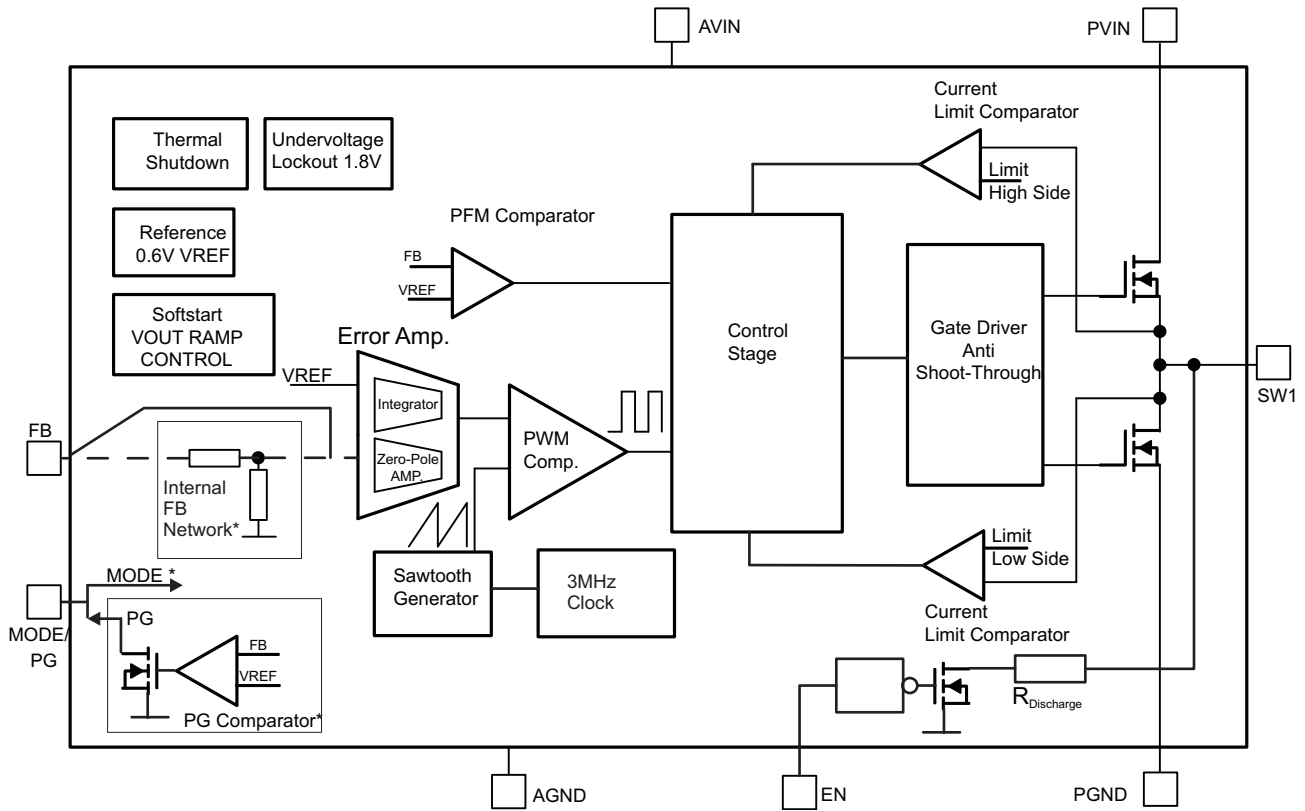 AVIN
PVIN
Current
Limit Comparator
Thermal
Shutdown
Undervoltage
Lockout 1.8V
Limit
High Side
PFM Comparator
Reference
0.6V VREF
FB
VREF
Softstart
VOUT RAMP
CONTROL
Error Amp.
Control
Stage
Gate Driver
Anti
Shoot-Through
VREF
Integrator
SW1
FB
Zero-Pole
AMP.
PWM
Comp.
Internal
FB
Network*
Limit
Low Side
MODE *
Sawtooth
Generator
3MHz
Clock
PG
MODE/
PG
Current
Limit Comparator
FB
VREF
PG Comparator*
RDischarge
AGND
EN
PGND